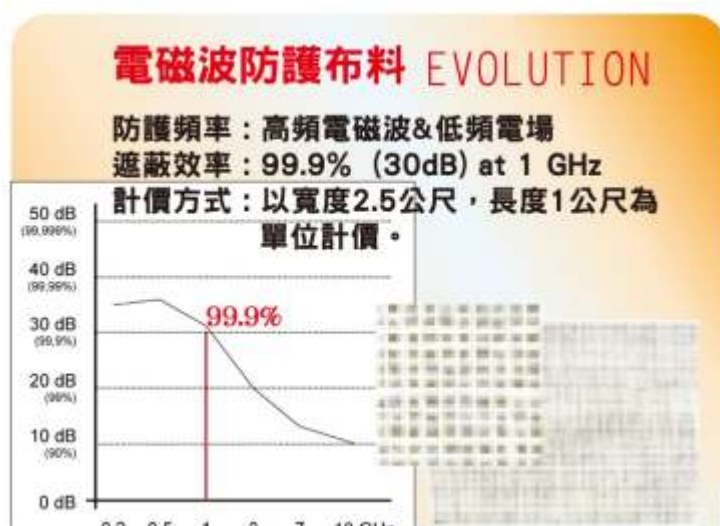 電磁波防護布料 EVOLUTION
防護頻率：高頻電磁波&低頻電場
遮蔽效率：99.9% (30dB) at 1 GHz
計價方式：以寬度2.5公尺，長度1公尺為
單位計價。
50 dB
(99,999%)
40 dB
(99,99%)
99.9%
30 dB
(99,9%)
20 dB
(99%)
10 dB
(90%)
0 dB